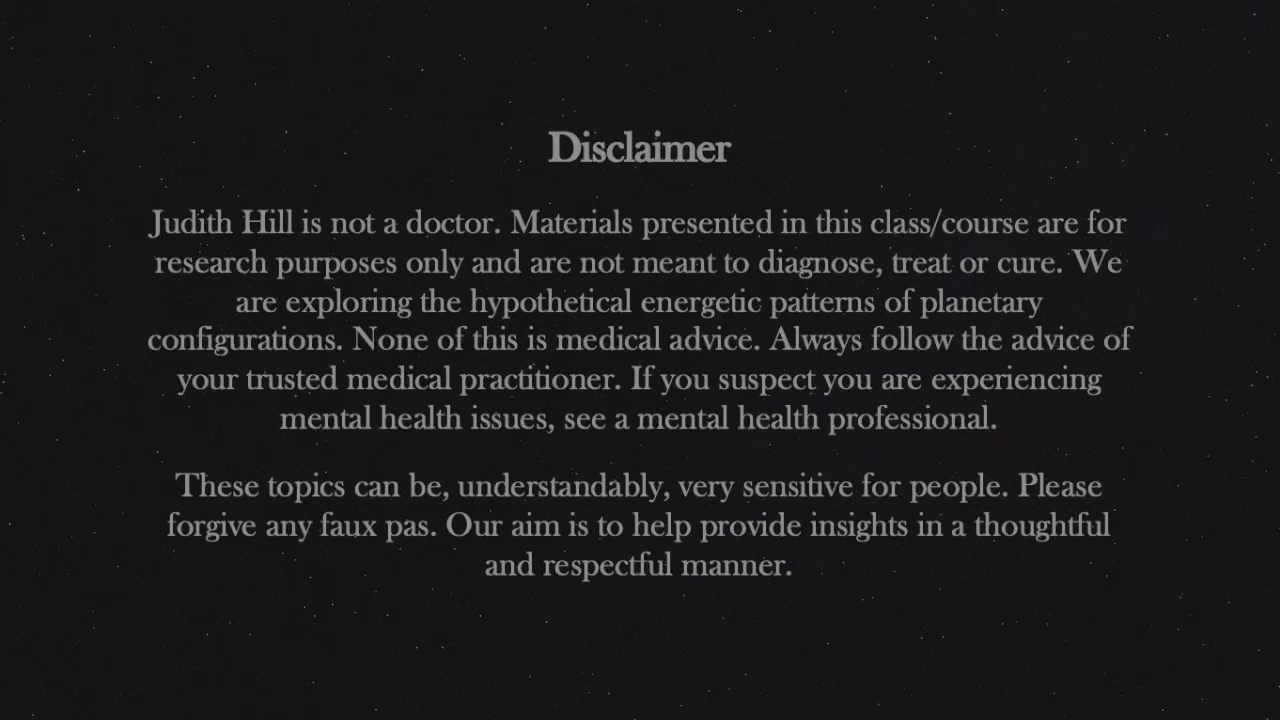 Disclaimer
Judith Hill is not a doctor. Materials presented in this class/course are for
research purposes only and are not meant to diagnose, treat or cure. We
are exploring the hypothetical energetic patterns of planetary
configurations. None of this is medical advice. Always follow the advice of
your trusted medical practitioner. If you suspect you are experiencing
mental health issues, see a mental health professional.
These topics can be, understandably, very sensitive for people. Please
forgive any faux pas. Our aim is to help provide insights in a thoughtful
and respectful manner.